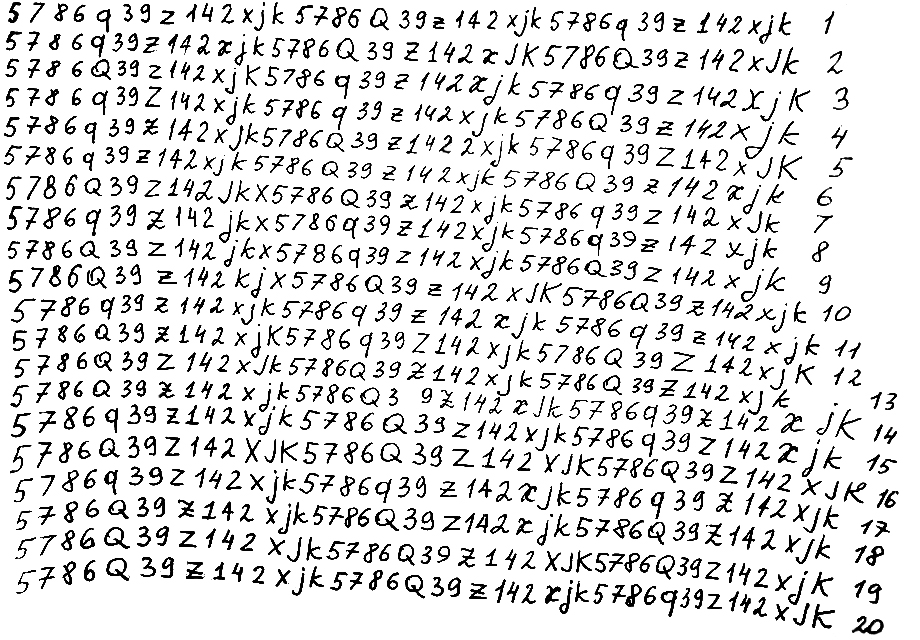 5786q39z142xjk5786Q39z142xjk5786q39z142xjk 1
5786q39z142xjk5786Q39z142xJK5786Q39z142xJk 2
5786Q39z142xjK5786q39z142xjk5786q39z142XjK 3
5786q39Z142xjk5786q39z142xjk5786Q39z142xjk 4
5786q39z142xJk5786Q39z1422xjk5786q39Z142xJK 5
5786q39z142xjk5786Q39z142xjk5786Q39z142xjk 6
5786Q39Z142JkX5786Q39z142xjk5786q39Z142xJk 7
5786q39z142jkx5786q39z142xjk5786q39z142xjk 8
5786Q39z142jkx5786q39z142xjk5786Q39z142xjk 9
5786Q39z142kjx5786Q39z142xJK5786Q39z142xjk 10
5786q39z142xjk5786q39z142xjk5786q39z142xjk 11
5786Q39z142xjK5786q39Z142xjk5786Q39Z142xjK 12
5786Q39z142xJk5786Q39z142xjk5786Q39z142xjk 13
5786Q39z142xjk5786Q3 9z142xJk5786q39z142xjK 14
5786q39z142xjk5786Q39z142xjk5786q39z142xjk 15
5786Q39Z142XJK5786Q39Z142XJK5786Q39Z142xJK 16
5786q39z142xjk5786q39z142xjk5786q39z142xjk 17
5786Q39z142xjk5786Q39Z142xjk5786Q39z142xJk 18
5786Q39z142xJk5786Q39z142XJK5786Q39Z142xjK 19
5786Q39z142xjk5786Q39z142xjk5786q39Z142xJK 20